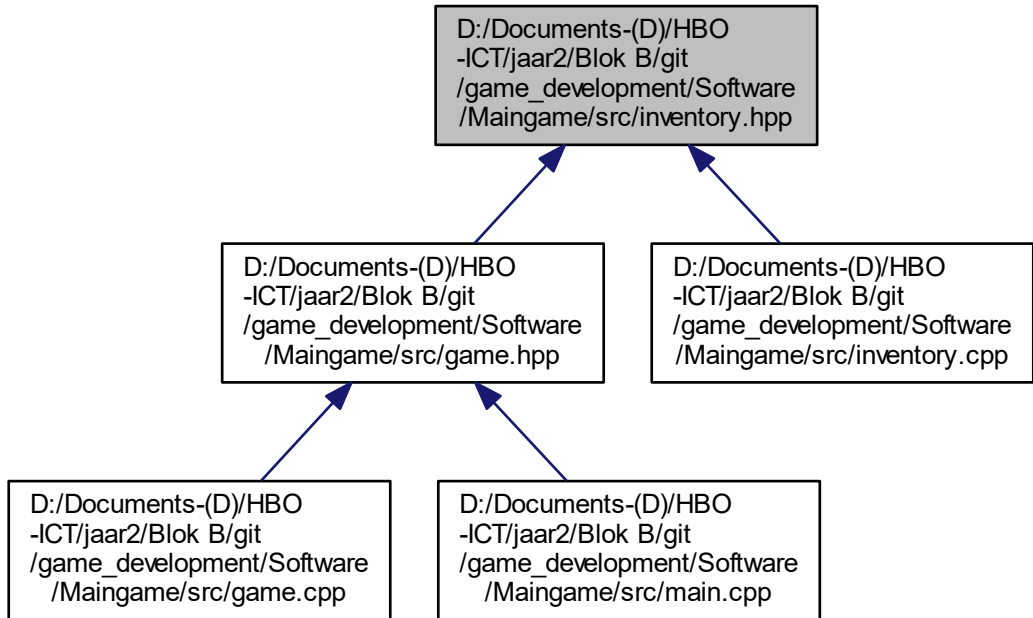 D:/Documents-(D)/HBO
-ICT/jaar2/Blok B/git
/game_development/Software
/Maingame/src/inventory.hpp
D:/Documents-(D)/HBO
-ICT/jaar2/Blok B/git
/game_development/Software
/Maingame/src/game.hpp
D:/Documents-(D)/HBO
-ICT/jaar2/Blok B/git
/game_development/Software
/Maingame/src/inventory.cpp
D:/Documents-(D)/HBO
-ICT/jaar2/Blok B/git
/game_development/Software
/Maingame/src/game.cpp
D:/Documents-(D)/HBO
-ICT/jaar2/Blok B/git
/game_development/Software
/Maingame/src/main.cpp